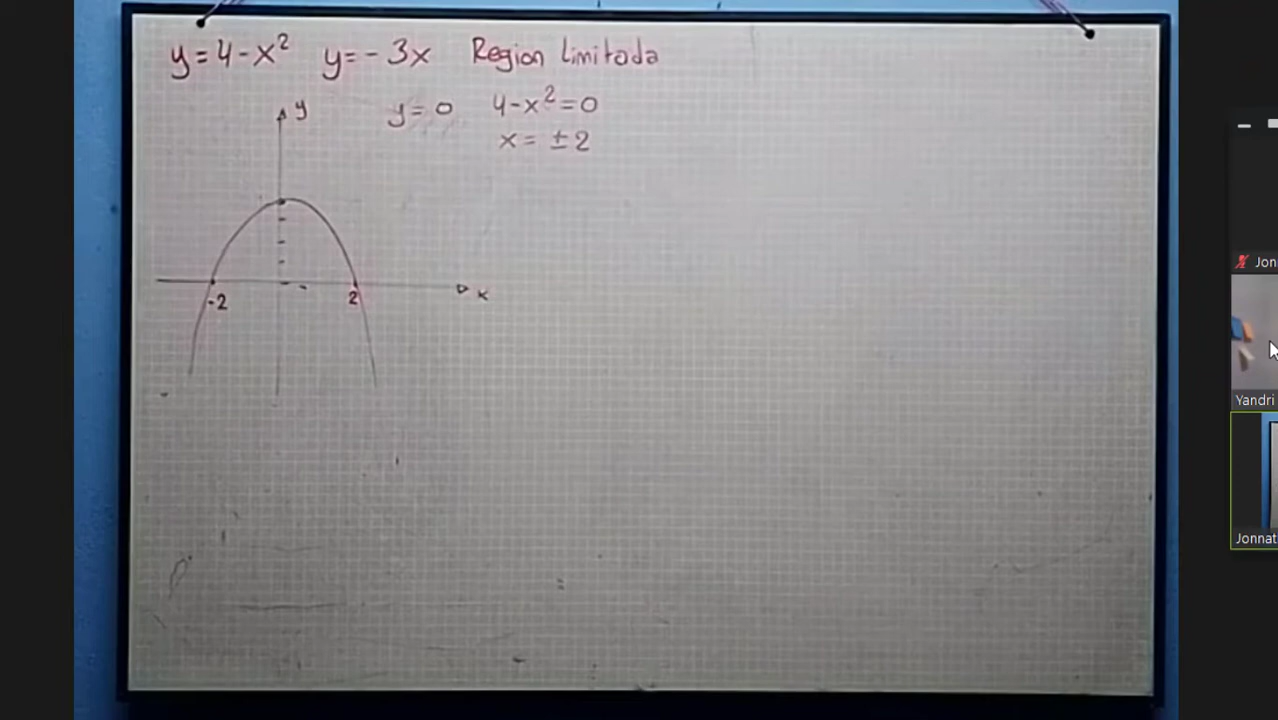 y = 4 - x² y = - 3x Region Limitada
y y = 0 4 - x² = 0
x = ± 2
-2 2 x
Jon
Yandri
Jonnat